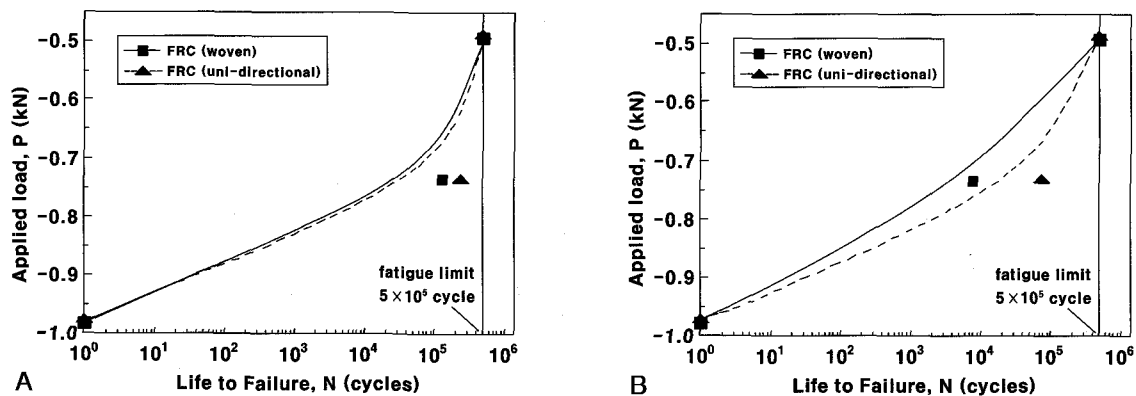 -0.5
-0.6
-0.7
-0.8
-0.9
-1.0
Applied load, P (kN)
FRC (woven)
FRC (uni-directional)
fatigue limit
5×10⁵ cycle
10⁰ 10¹ 10² 10³ 10⁴ 10⁵ 10⁶
Life to Failure, N (cycles)
A
-0.5
-0.6
-0.7
-0.8
-0.9
-1.0
Applied load, P (kN)
FRC (woven)
FRC (uni-directional)
fatigue limit
5×10⁵ cycle
10⁰ 10¹ 10² 10³ 10⁴ 10⁵ 10⁶
Life to Failure, N (cycles)
B